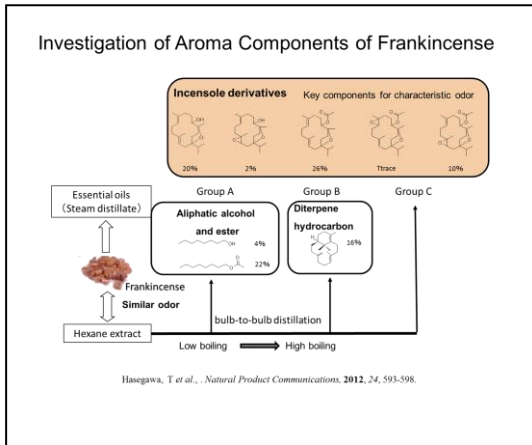 Investigation of Aroma Components of Frankincense
Incensole derivatives Key components for characteristic odor
OH OH
20% 2% 26% Ttrace 10%
Essential oils
(Steam distillate)
Group A Group B Group C
Aliphatic alcohol
and ester
OH 4%
22%
Diterpene
hydrocarbon
H
16%
Frankincense
Similar odor
Hexane extract
bulb-to-bulb distillation
Low boiling High boiling
Hasegawa, T et al., . Natural Product Communications, 2012, 24, 593-598.